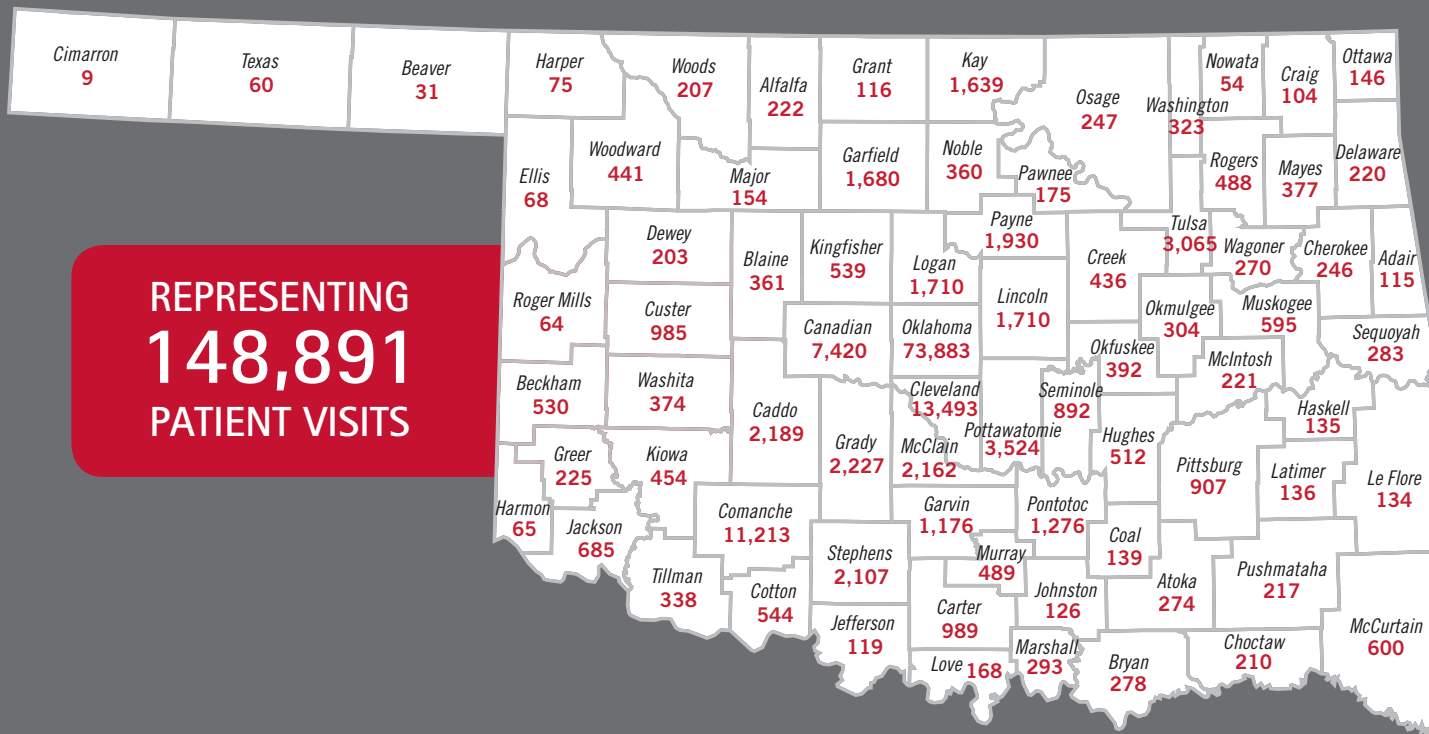 Cimarron
9
Texas
60
Beaver
31
Harper
75
Woods
207
Alfalfa
222
Grant
116
Kay
1,639
Osage
247
Washington
323
Nowata
54
Craig
104
Ottawa
146
Ellis
68
Woodward
441
Major
154
Garfield
1,680
Noble
360
Pawnee
175
Rogers
488
Mayes
377
Delaware
220
Dewey
203
Blaine
361
Kingfisher
539
Logan
1,710
Payne
1,930
Creek
436
Tulsa
3,065
Wagoner
270
Cherokee
246
Adair
115
REPRESENTING
148,891
PATIENT VISITS
Roger Mills
64
Custer
985
Canadian
7,420
Oklahoma
73,883
Lincoln
1,710
Okmulgee
304
Muskogee
595
Sequoyah
283
Okfuskee
392
McIntosh
221
Beckham
530
Washita
374
Caddo
2,189
Grady
2,227
Cleveland
13,493
McClain
2,162
Pottawatomie
3,524
Seminole
892
Hughes
512
Haskell
135
Pittsburg
907
Latimer
136
Le Flore
134
Greer
225
Kiowa
454
Harmon
65
Jackson
685
Comanche
11,213
Garvin
1,176
Pontotoc
1,276
Coal
139
Stephens
2,107
Murray
489
Tillman
338
Cotton
544
Carter
989
Johnston
126
Atoka
274
Pushmataha
217
Jefferson
119
Love 168
Marshall
293
Bryan
278
Choctaw
210
McCurtain
600